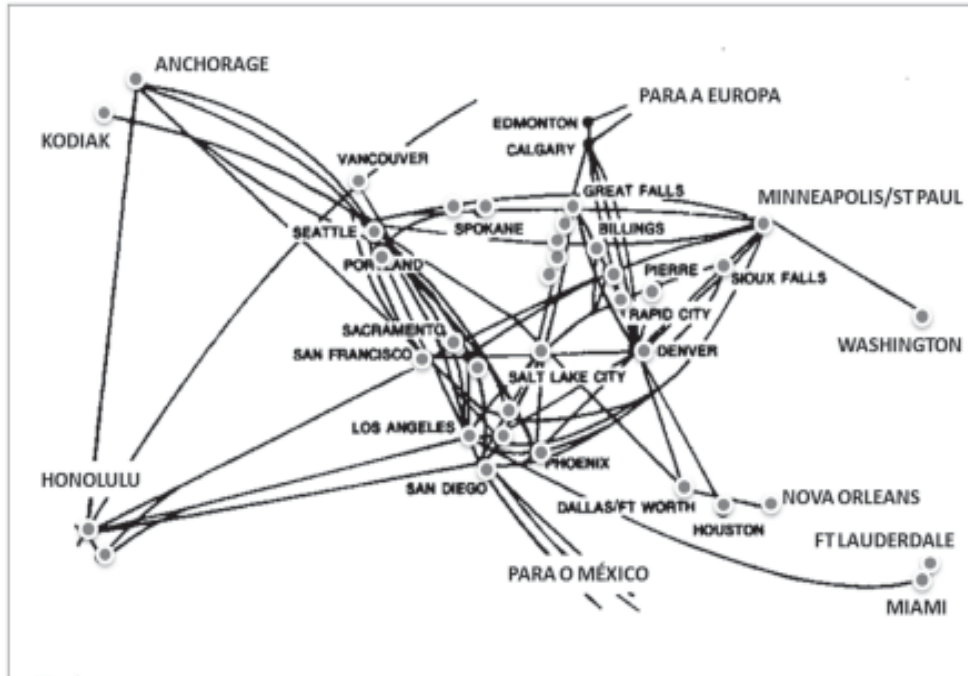 ANCHORAGE
PARA A EUROPA
KODIAK
EDMONTON
CALGARY
VANCOUVER
GREAT FALLS
MINNEAPOLIS/ST PAUL
SEATTLE
SPOKANE
BILLINGS
PORTLAND
PIERRE
SIOUX FALLS
RAPID CITY
SACRAMENTO
WASHINGTON
SAN FRANCISCO
DENVER
SALT LAKE CITY
LOS ANGELES
PHOENIX
HONOLULU
SAN DIEGO
DALLAS/FT WORTH
NOVA ORLEANS
HOUSTON
FT LAUDERDALE
PARA O MÉXICO
MIAMI